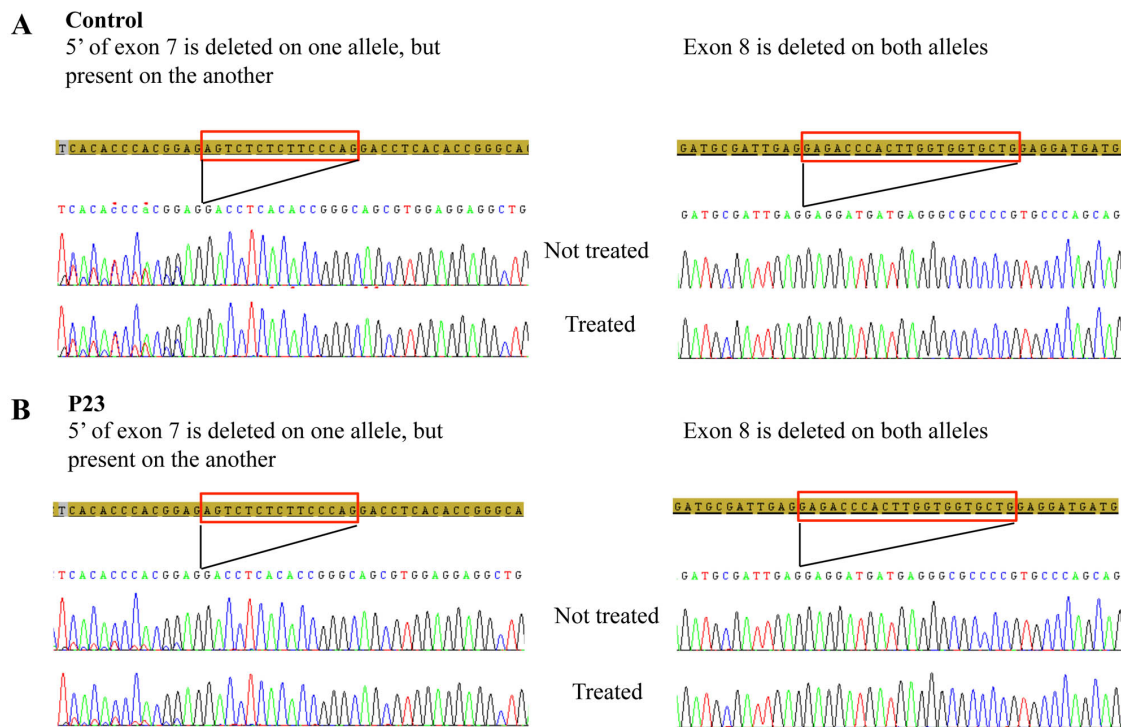 A
Control
5’ of exon 7 is deleted on one allele, but
present on the another
Exon 8 is deleted on both alleles
TCACACCCACGGAGAGTCTCTCTTCCCAGGACCTCACACCGGGCA
GATGCGATTGAGGAGACCCACTTGGTGGTGCTGGAGGATGATG
TCACAcCCaCGGAGGACCTCACACCGGGCAGCGTGGAGGAGGCTG
GATGCGATTGAGGAGGATGATGAGGGCGCCCCGTGCCCAGCAG
Not treated
Treated
B
P23
5’ of exon 7 is deleted on one allele, but
present on the another
Exon 8 is deleted on both alleles
TCACACCCACGGAGAGTCTCTCTTCCCAGGACCTCACACCGGGCA
GATGCGATTGAGGAGACCCACTTGGTGGTGCTGGAGGATGATG
TCACACCCACGGAGGACCTCACACCGGGCAGCGTGGAGGAGGCTG
GATGCGATTGAGGAGGATGATGAGGGCGCCCCGTGCCCAGCAG
Not treated
Treated